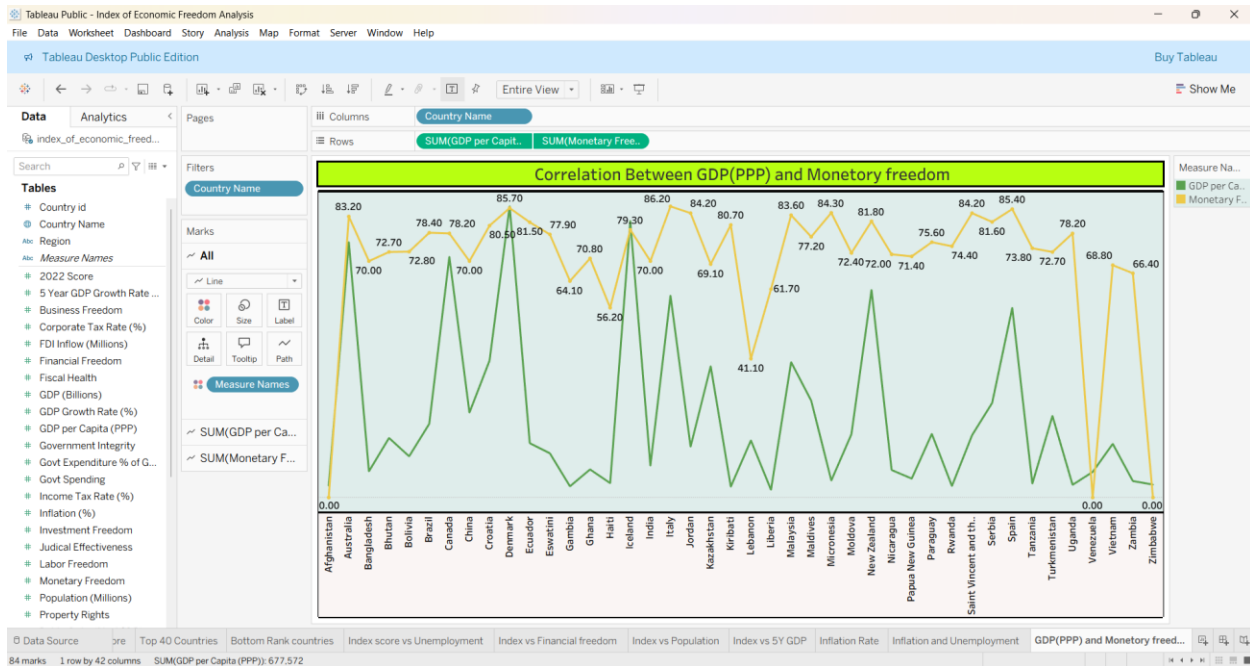 Tableau Public - Index of Economic Freedom Analysis
File Data Worksheet Dashboard Story Analysis Map Format Server Window Help
Tableau Desktop Public Edition
Buy Tableau
Entire View
Show Me
Data Analytics
index_of_economic_freed...
Search
Tables
# Country id
Country Name
Abc Region
Abc Measure Names
# 2022 Score
# 5 Year GDP Growth Rate ...
# Business Freedom
# Corporate Tax Rate (%)
# FDI Inflow (Millions)
# Financial Freedom
# Fiscal Health
# GDP (Billions)
# GDP Growth Rate (%)
# GDP per Capita (PPP)
# Government Integrity
# Govt Expenditure % of G...
# Govt Spending
# Income Tax Rate (%)
# Inflation (%)
# Investment Freedom
# Judical Effectiveness
# Labor Freedom
# Monetary Freedom
# Population (Millions)
# Property Rights
Pages
Filters
Country Name
Marks
All
Line
Color Size Label
Detail Tooltip Path
Measure Names
SUM(GDP per Ca...
SUM(Monetary F...
Columns Country Name
Rows SUM(GDP per Capit.. SUM(Monetary Free..
Correlation Between GDP(PPP) and Monetory freedom
0.00
83.20
70.00
72.70
72.80
78.40
78.20
70.00
80.50
85.70
81.50
77.90
64.10
70.80
56.20
79.30
70.00
86.20
84.20
69.10
80.70
41.10
61.70
83.60
77.20
84.30
72.40
81.80
72.00
71.40
75.60
74.40
84.20
81.60
85.40
73.80
72.70
78.20
0.00
68.80
66.40
0.00
Afghanistan
Australia
Bangladesh
Bhutan
Bolivia
Brazil
Canada
China
Croatia
Denmark
Ecuador
Eswatini
Gambia
Ghana
Haiti
Iceland
India
Italy
Jordan
Kazakhstan
Kiribati
Lebanon
Liberia
Malaysia
Maldives
Micronesia
Moldova
New Zealand
Nicaragua
Papua New Guinea
Paraguay
Rwanda
Saint Vincent and th..
Serbia
Spain
Tanzania
Turkmenistan
Uganda
Venezuela
Vietnam
Zambia
Zimbabwe
Measure Na...
GDP per Ca..
Monetary F..
Data Source
ore
Top 40 Countries
Bottom Rank countries
Index score vs Unemployment
Index vs Financial freedom
Index vs Population
Index vs 5Y GDP
Inflation Rate
Inflation and Unemployment
GDP(PPP) and Monetory freed...
84 marks 1 row by 42 columns SUM(GDP per Capita (PPP)): 677,572